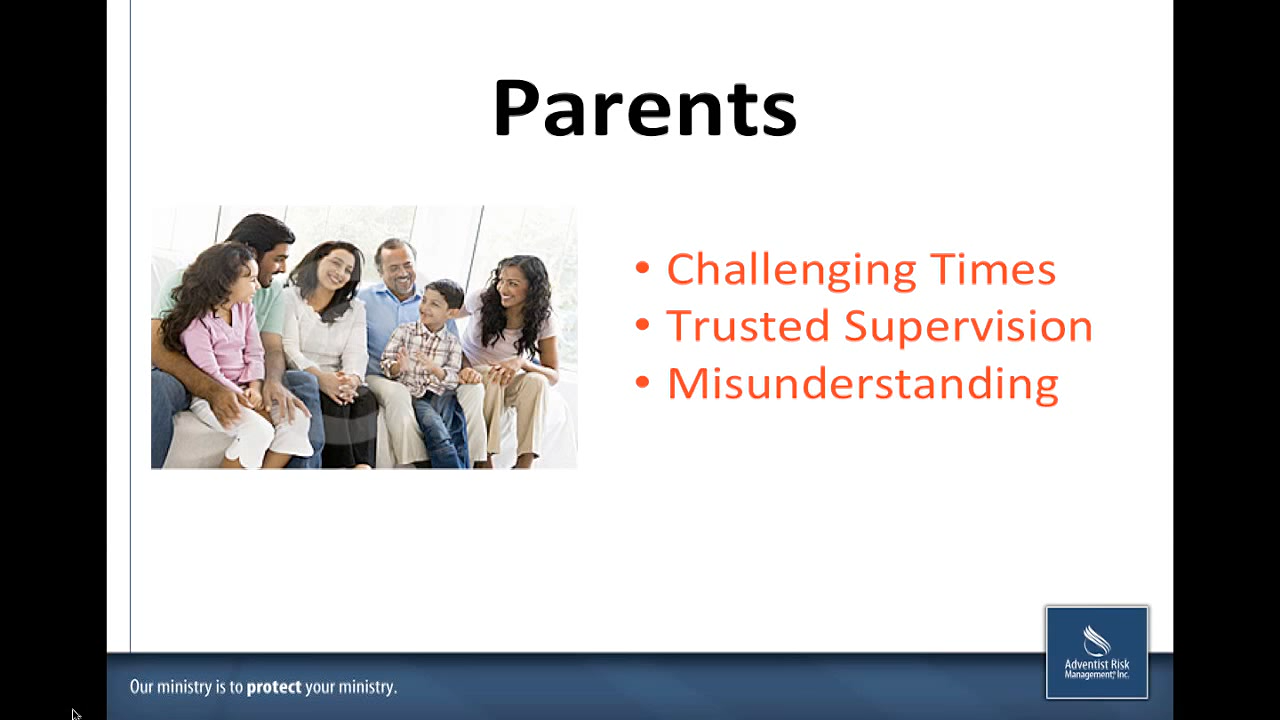 Parents
• Challenging Times
• Trusted Supervision
• Misunderstanding
Our ministry is to protect your ministry.
Adventist Risk
Management, Inc.